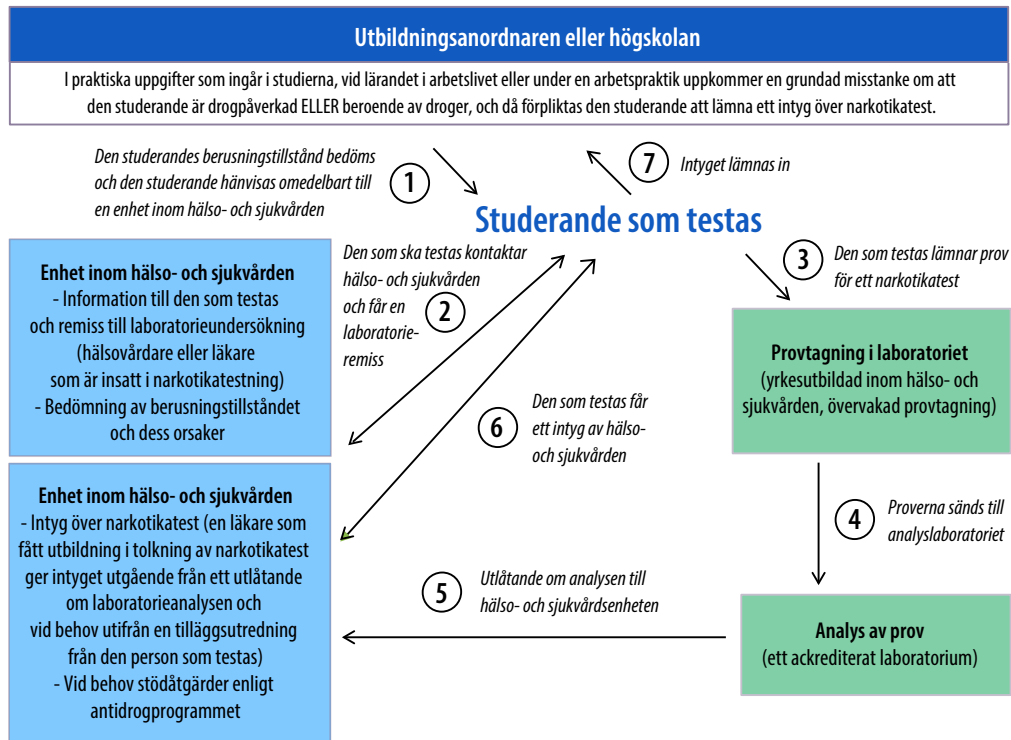 Utbildningsanordnaren eller högskolan
I praktiska uppgifter som ingår i studierna, vid lärandet i arbetslivet eller under en arbetspraktik uppkommer en grundad misstanke om att
den studerande är drogpåverkad ELLER beroende av droger, och då förpliktas den studerande att lämna ett intyg över narkotikatest.
Den studerandes berusningstillstånd bedöms
och den studerande hänvisas omedelbart till
en enhet inom hälso- och sjukvården
1
7
Intyget lämnas in
Studerande som testas
Enhet inom hälso- och sjukvården
- Information till den som testas
och remiss till laboratorieundersökning
(hälsovårdare eller läkare
som är insatt i narkotikatestning)
- Bedömning av berusningstillståndet
och dess orsaker
Den som ska testas kontaktar
hälso- och sjukvården
och får en
laboratorie-
remiss
2
3
Den som testas lämnar prov
för ett narkotikatest
Provtagning i laboratoriet
(yrkesutbildad inom hälso- och
sjukvården, övervakad provtagning)
6
Den som testas får
ett intyg av hälso-
och sjukvården
4
Proverna sänds till
analyslaboratoriet
Enhet inom hälso- och sjukvården
- Intyg över narkotikatest (en läkare som
fått utbildning i tolkning av narkotikatest
ger intyget utgående från ett utlåtande
om laboratorieanalysen och
vid behov utifrån en tilläggsutredning
från den person som testas)
- Vid behov stödåtgärder enligt
antidrogprogrammet
5
Utlåtande om analysen till
hälso- och sjukvårdsenheten
Analys av prov
(ett ackrediterat laboratorium)